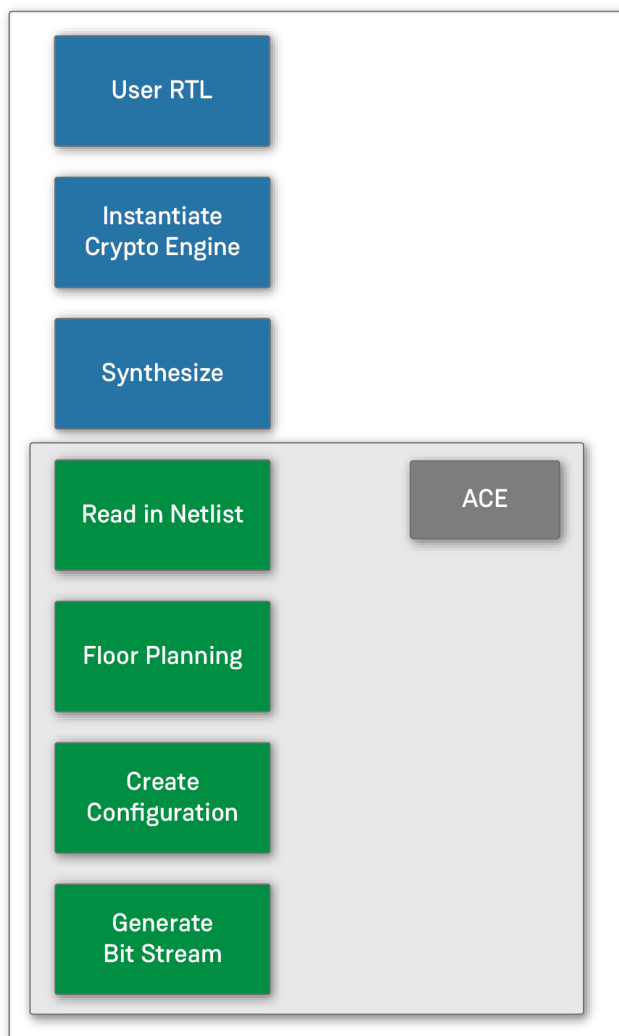 User RTL
Instantiate
Crypto Engine
Synthesize
Read in Netlist
ACE
Floor Planning
Create
Configuration
Generate
Bit Stream